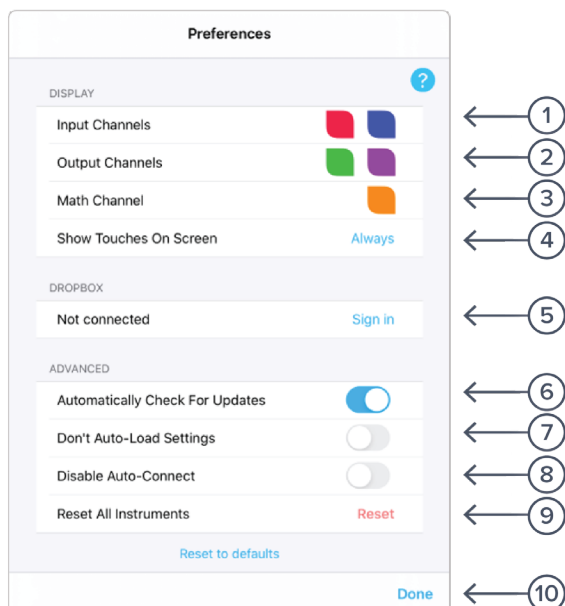 Preferences
?
DISPLAY
Input Channels
1
Output Channels
2
Math Channel
3
Show Touches On Screen Always
4
DROPBOX
Not connected Sign in
5
ADVANCED
Automatically Check For Updates
6
Don't Auto-Load Settings
7
Disable Auto-Connect
8
Reset All Instruments Reset
9
Reset to defaults
Done
10